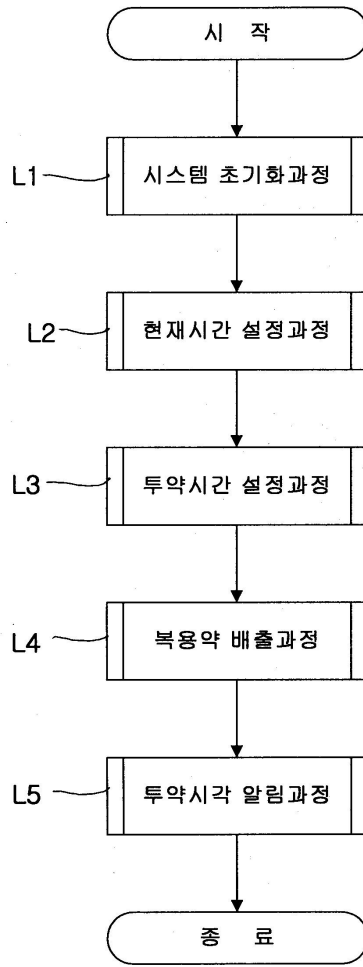 시 작
L1 시스템 초기화과정
L2 현재시간 설정과정
L3 투약시간 설정과정
L4 복용약 배출과정
L5 투약시각 알림과정
종 료